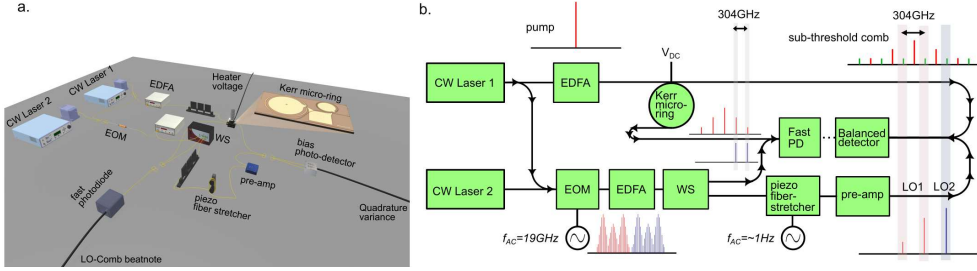 a.
CW Laser 2
CW Laser 1
EDFA
EOM
WS
Heater
voltage
Kerr micro-ring
bias
photo-detector
pre-amp
piezo
fiber stretcher
fast
photodiode
LO-Comb beatnote
Quadrature
variance
b.
pump
304GHz
304GHz
sub-threshold comb
VDC
CW Laser 1
EDFA
Kerr
micro-
ring
Fast
PD
Balanced
detector
CW Laser 2
EOM
EDFA
WS
piezo
fiber-
stretcher
pre-amp
LO1
LO2
fAC=19GHz
fAC=~1Hz